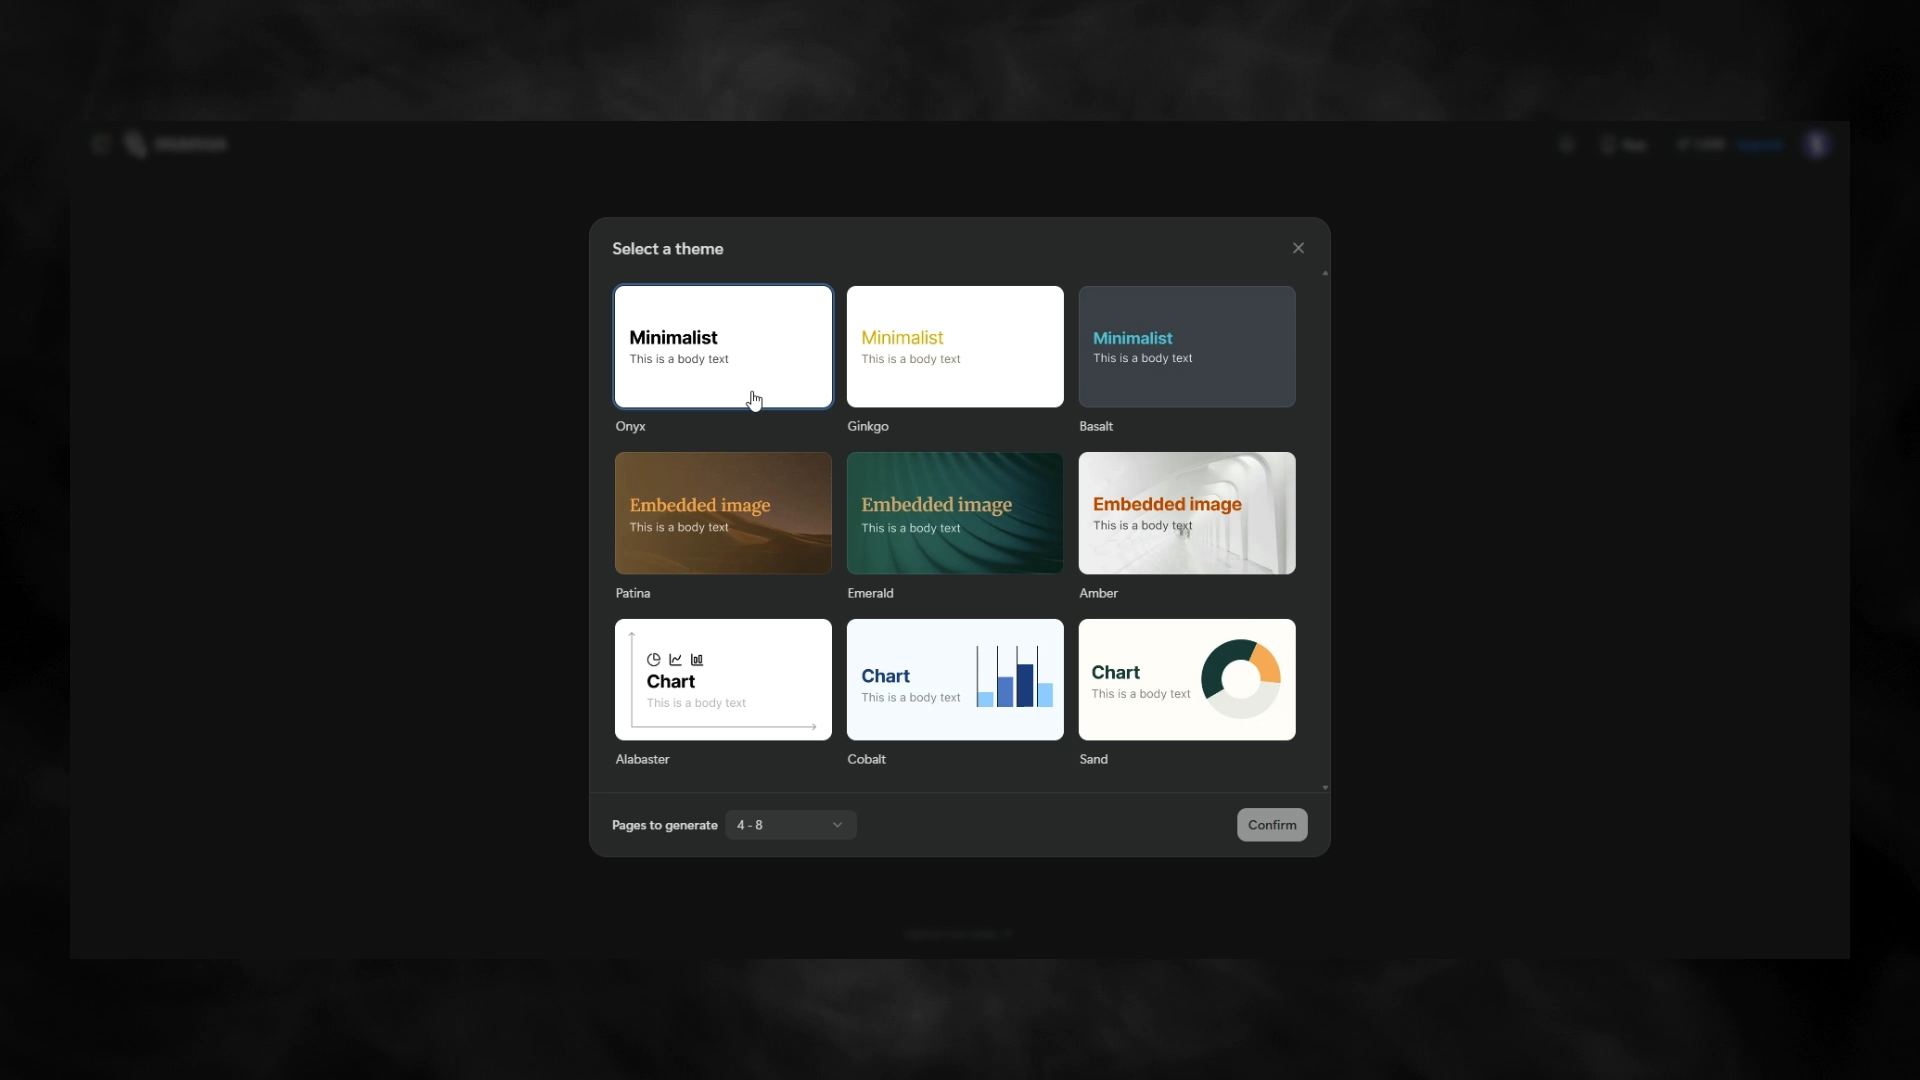 Select a theme
Minimalist
This is a body text
Onyx
Minimalist
This is a body text
Ginkgo
Minimalist
This is a body text
Basalt
Embedded image
This is a body text
Patina
Embedded image
This is a body text
Emerald
Embedded image
This is a body text
Amber
Chart
This is a body text
Alabaster
Chart
This is a body text
Cobalt
Chart
This is a body text
Sand
Pages to generate 4 - 8
Confirm